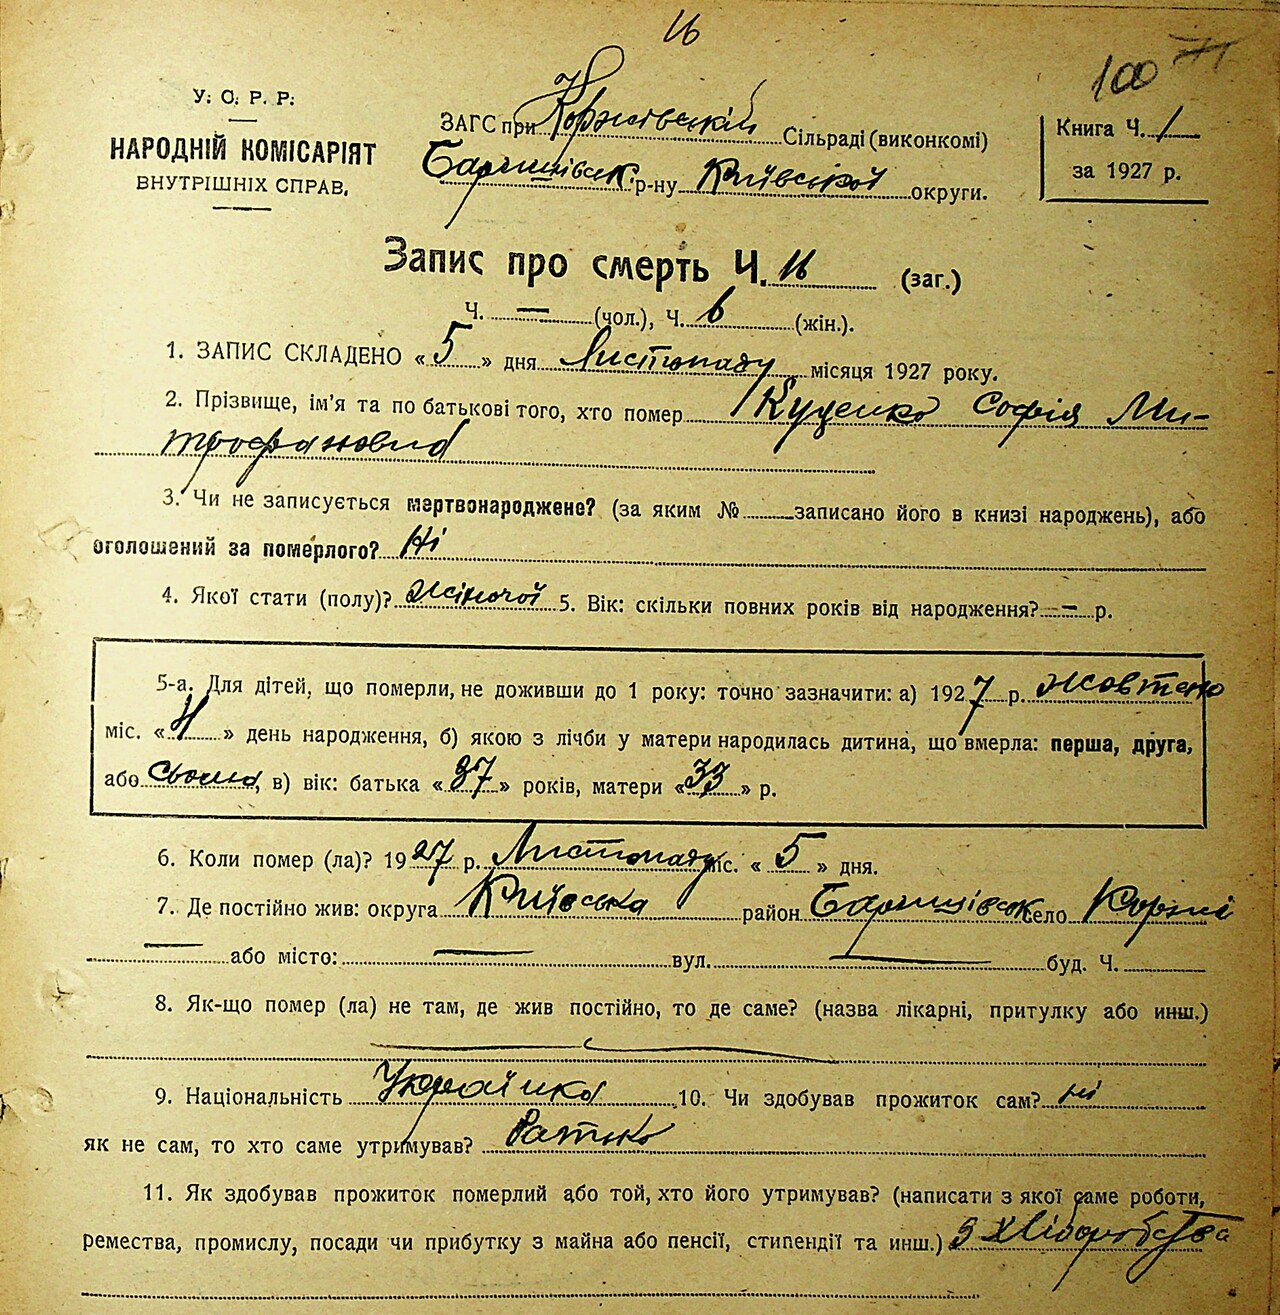 16
100 71
У. С. Р. Р.
НАРОДНІЙ КОМІСАРІЯТ
ВНУТРІШНІХ СПРАВ.
ЗАГС при Коржівській Сільраді (виконкомі)
Баришівськ. р-ну Київської округи.
Книга Ч. 1
за 1927 р.
Запис про смерть Ч. 16 (заг.)
Ч. — (чол.), Ч. 6 (жін.).
1. ЗАПИС СКЛАДЕНО « 5 » дня Листопаду місяця 1927 року.
2. Прізвище, ім'я та по батькові того, хто помер Куценко Софія Ми-
трофановна
3. Чи не записується мертвонароджене? (за яким № записано його в книзі народжень), або
оголошений за померлого? Ні
4. Якої стати (полу)? жіночої 5. Вік: скільки повних років від народження? — р.
5-а. Для дітей, що померли, не доживши до 1 року: точно зазначити: а) 1927 р. жовтень
міс. « » день народження, б) якою з лічби у матери народилась дитина, що вмерла: перша, друга,
або сьома, в) вік: батька « 37 » років, матери « 33 » р.
6. Коли помер (ла)? 1927 р. Листопаду міс. « 5 » дня.
7. Де постійно жив: округа Київська район Баришівськ село Коржі
— або місто: — вул. — буд. Ч.
8. Як-що помер (ла) не там, де жив постійно, то де саме? (назва лікарні, притулку або инш.)
9. Національність Українка 10. Чи здобував прожиток сам? ні
як не сам, то хто саме утримував? Батько
11. Як здобував прожиток померлий або той, хто його утримував? (написати з якої саме роботи,
ремества, промислу, посади чи прибутку з майна або пенсії, стипендії та инш.) З хліборобства